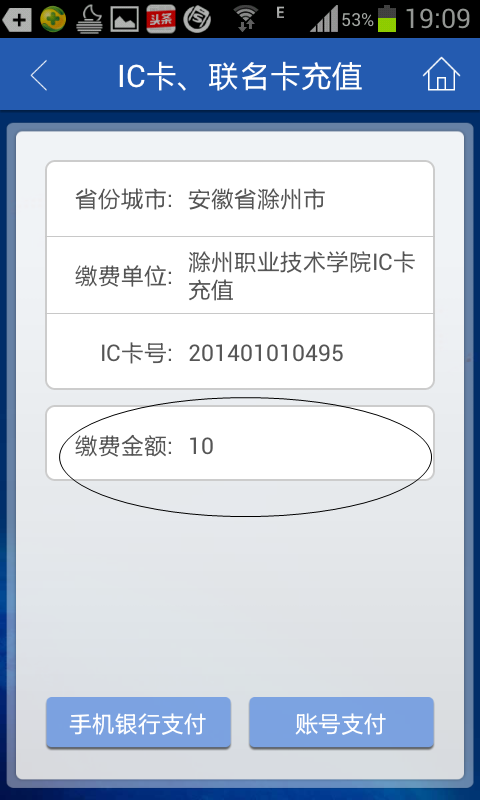 头条
E
53%
19:09
IC卡、联名卡充值
省份城市: 安徽省滁州市
缴费单位: 滁州职业技术学院IC卡
充值
IC卡号: 201401010495
缴费金额: 10
手机银行支付
账号支付